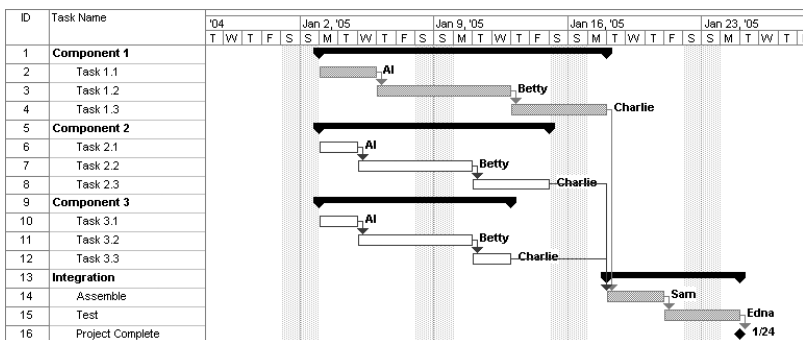 ID Task Name '04 Jan 2, '05 Jan 9, '05 Jan 16, '05 Jan 23, '05
T W T F S S M T W T F S S M T W T F S S M T W T F S S M T W T
1 Component 1
2 Task 1.1 Al
3 Task 1.2 Betty
4 Task 1.3 Charlie
5 Component 2
6 Task 2.1 Al
7 Task 2.2 Betty
8 Task 2.3 Charlie
9 Component 3
10 Task 3.1 Al
11 Task 3.2 Betty
12 Task 3.3 Charlie
13 Integration
14 Assemble Sam
15 Test Edna
16 Project Complete 1/24